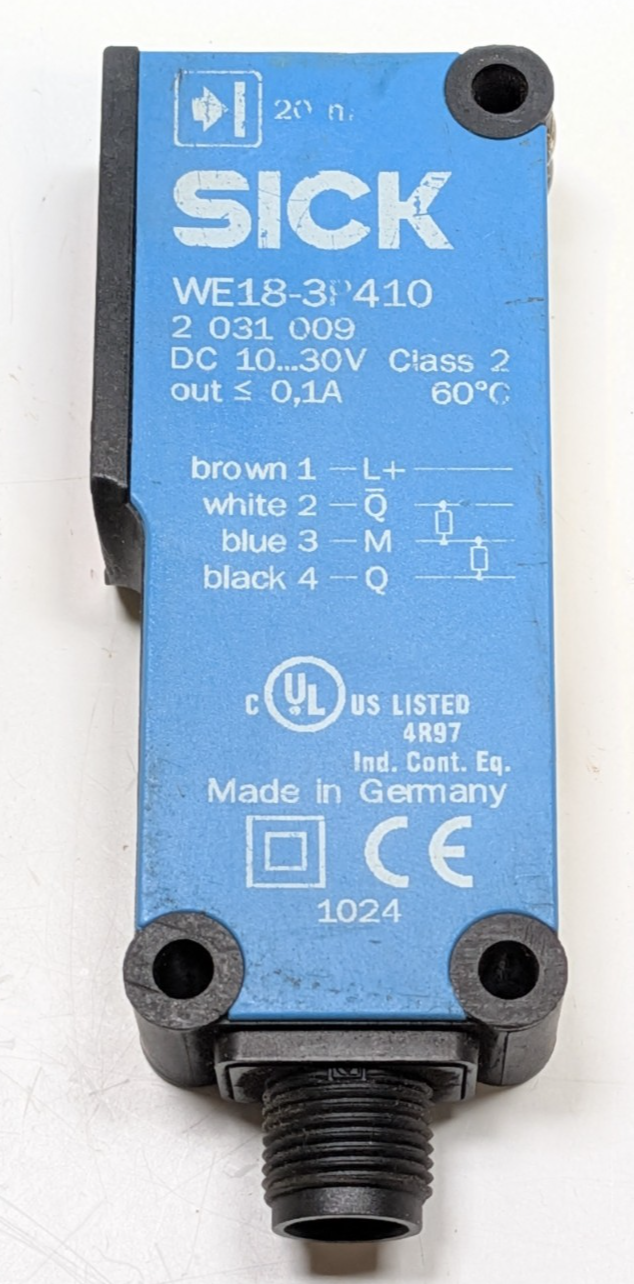 20 m
SICK
WE18-3P410
2 031 009
DC 10...30V Class 2
out ≤ 0,1A 60°C
brown 1 — L+
white 2 — Q̅
blue 3 — M
black 4 — Q
C UL US LISTED
4R97
Ind. Cont. Eq.
Made in Germany
CE
1024